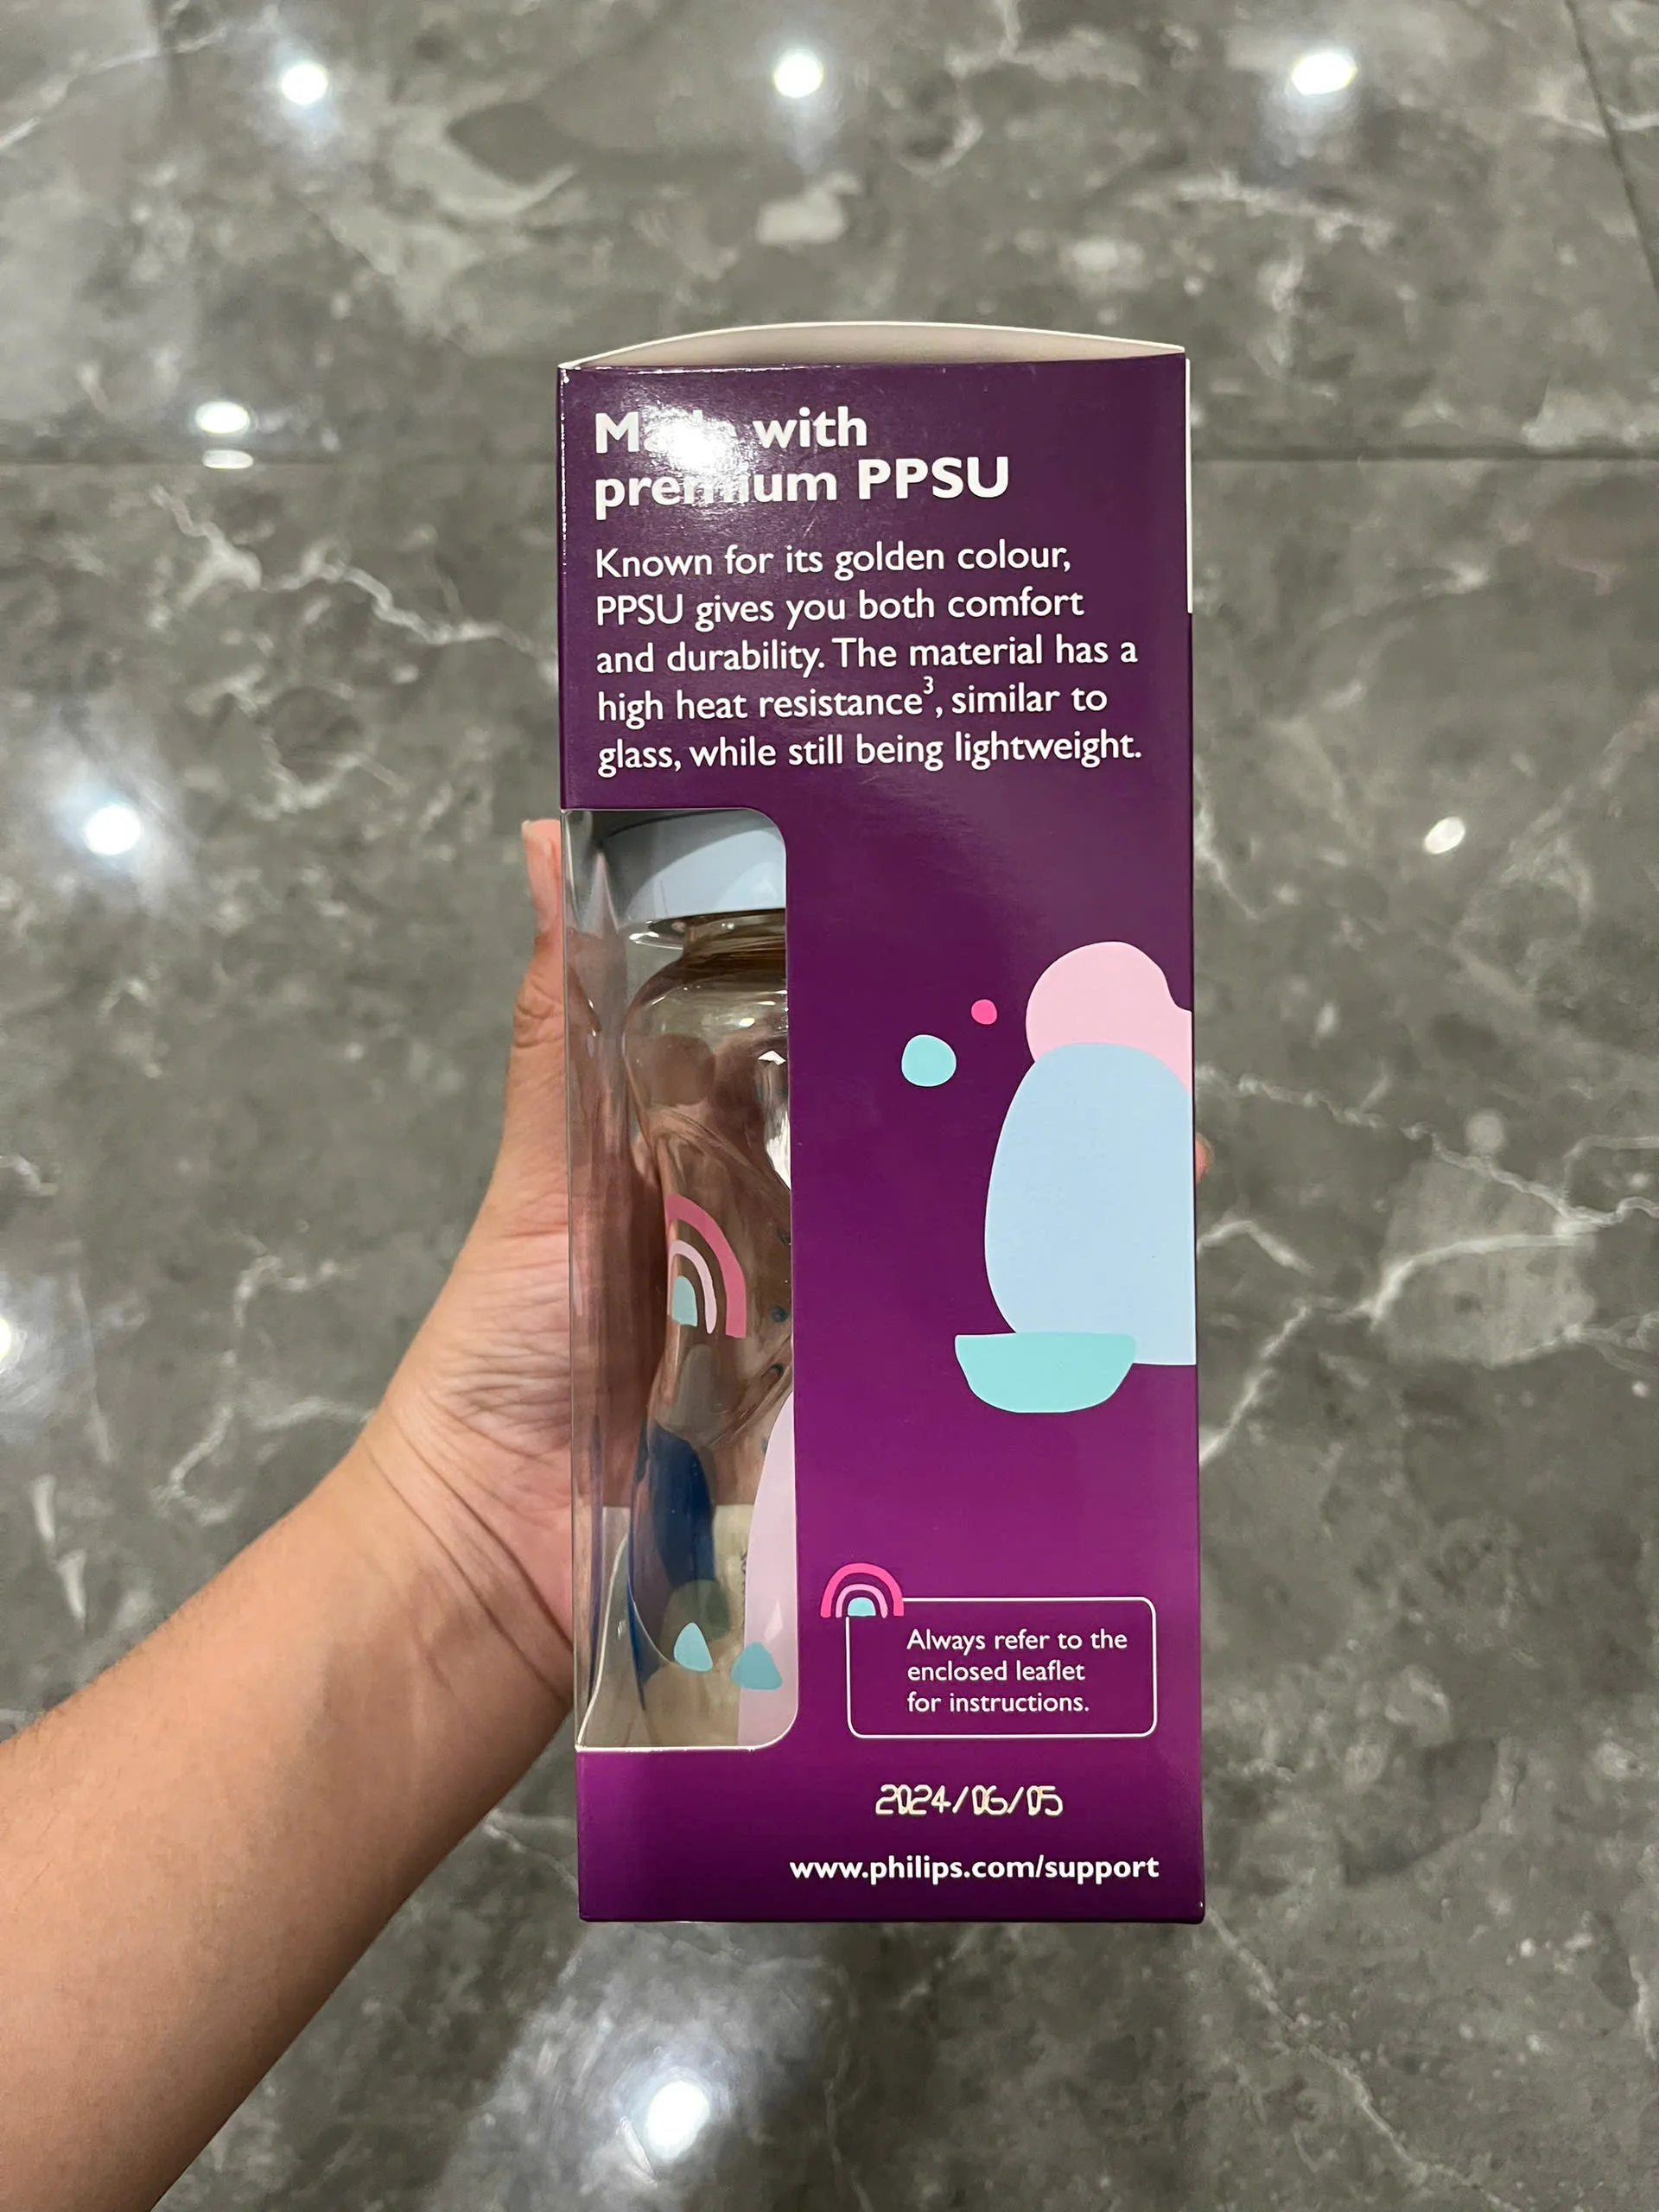 Made with
premium PPSU
Known for its golden colour,
PPSU gives you both comfort
and durability. The material has a
high heat resistance³, similar to
glass, while still being lightweight.
Always refer to the
enclosed leaflet
for instructions.
2024/06/05
www.philips.com/support